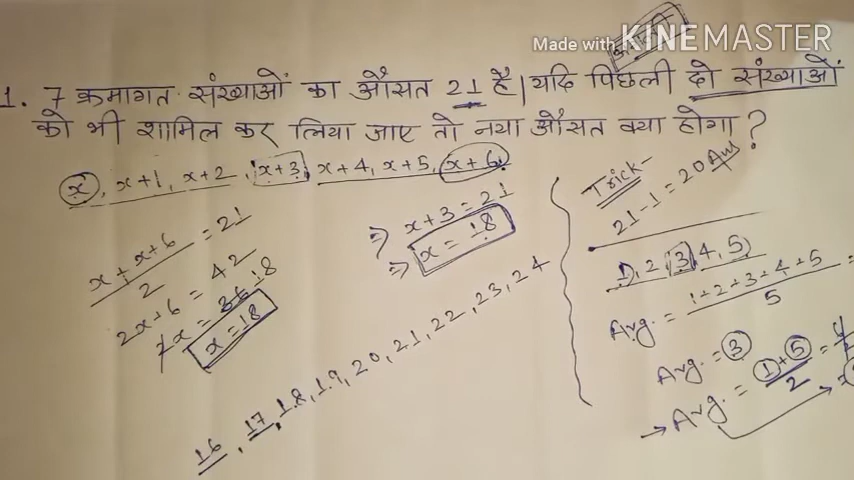 Made with KINEMASTER
1. 7 क्रमागत संख्याओं का औसत 21 है। यदि पिछली दो संख्याओं
को भी शामिल कर लिया जाए तो नया औसत क्या होगा?
x, x+1, x+2, x+3, x+4, x+5, x+6
x + x+6 / 2 = 21
2x+6 = 42
2x = 36 18
x = 18
⇒ x+3 = 21
⇒ x = 18
16, 17, 18, 19, 20, 21, 22, 23, 24
Trick-
21-1 = 20 Ans
1, 2, 3, 4, 5
Avg. = 1+2+3+4+5 / 5 =
Avg. = 3
→ Avg. = 1+5 / 2 =